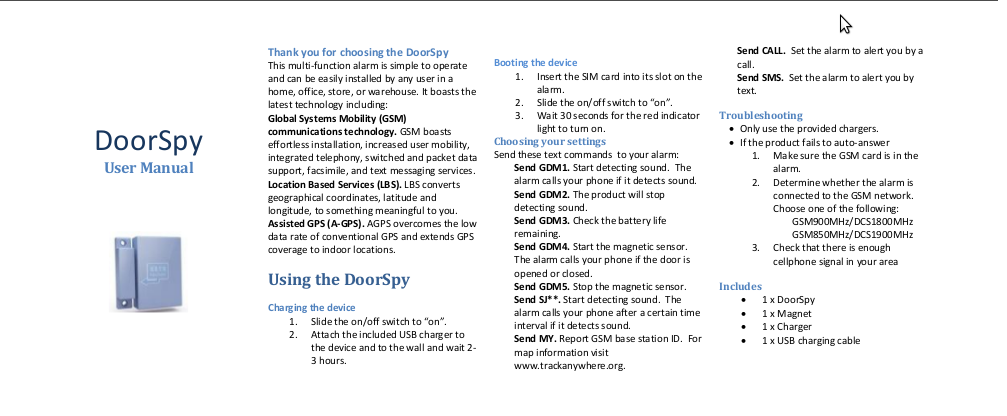 DoorSpy
User Manual
Thank you for choosing the DoorSpy
This multi-function alarm is simple to operate
and can be easily installed by any user in a
home, office, store, or warehouse. It boasts the
latest technology including:
Global Systems Mobility (GSM)
communications technology. GSM boasts
effortless installation, increased user mobility,
integrated telephony, switched and packet data
support, facsimile, and text messaging services.
Location Based Services (LBS). LBS converts
geographical coordinates, latitude and
longitude, to something meaningful to you.
Assisted GPS (A-GPS). AGPS overcomes the low
data rate of conventional GPS and extends GPS
coverage to indoor locations.
Using the DoorSpy
Charging the device
1. Slide the on/off switch to “on”.
2. Attach the included USB charger to
the device and to the wall and wait 2-
3 hours.
Booting the device
1. Insert the SIM card into its slot on the
alarm.
2. Slide the on/off switch to “on”.
3. Wait 30 seconds for the red indicator
light to turn on.
Choosing your settings
Send these text commands to your alarm:
Send GDM1. Start detecting sound. The
alarm calls your phone if it detects sound.
Send GDM2. The product will stop
detecting sound.
Send GDM3. Check the battery life
remaining.
Send GDM4. Start the magnetic sensor.
The alarm calls your phone if the door is
opened or closed.
Send GDM5. Stop the magnetic sensor.
Send SJ**. Start detecting sound. The
alarm calls your phone after a certain time
interval if it detects sound.
Send MY. Report GSM base station ID. For
map information visit
www.trackanywhere.org.
Send CALL. Set the alarm to alert you by a
call.
Send SMS. Set the alarm to alert you by
text.
Troubleshooting
• Only use the provided chargers.
• If the product fails to auto-answer
1. Make sure the GSM card is in the
alarm.
2. Determine whether the alarm is
connected to the GSM network.
Choose one of the following:
GSM900MHz/DCS1800MHz
GSM850MHz/DCS1900MHz
3. Check that there is enough
cellphone signal in your area
Includes
• 1 x DoorSpy
• 1 x Magnet
• 1 x Charger
• 1 x USB charging cable